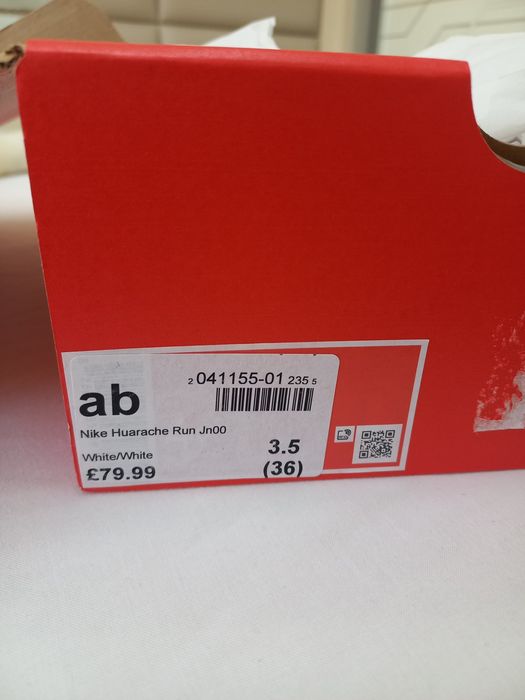 2 041155-01 235 5
ab
Nike Huarache Run Jn00
White/White
3.5
£79.99
(36)